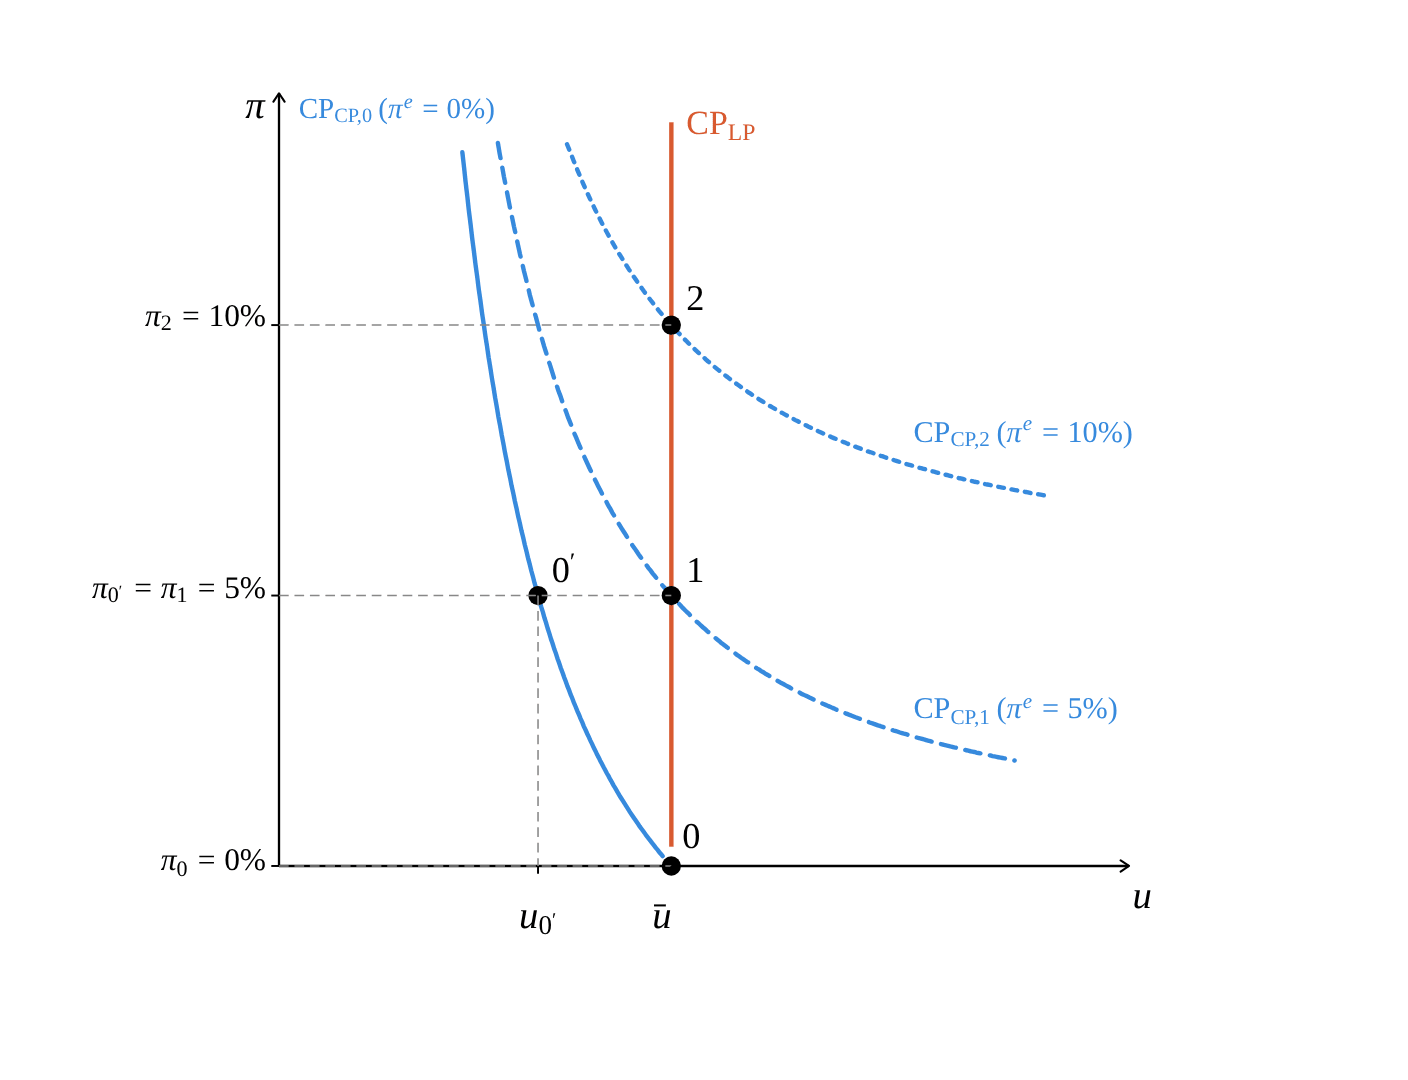 π
CP_CP,0 (π^e = 0%)
CP_LP
2
π_2 = 10%
CP_CP,2 (π^e = 10%)
0′
1
π_0′ = π_1 = 5%
CP_CP,1 (π^e = 5%)
0
π_0 = 0%
u
u_0′
ū